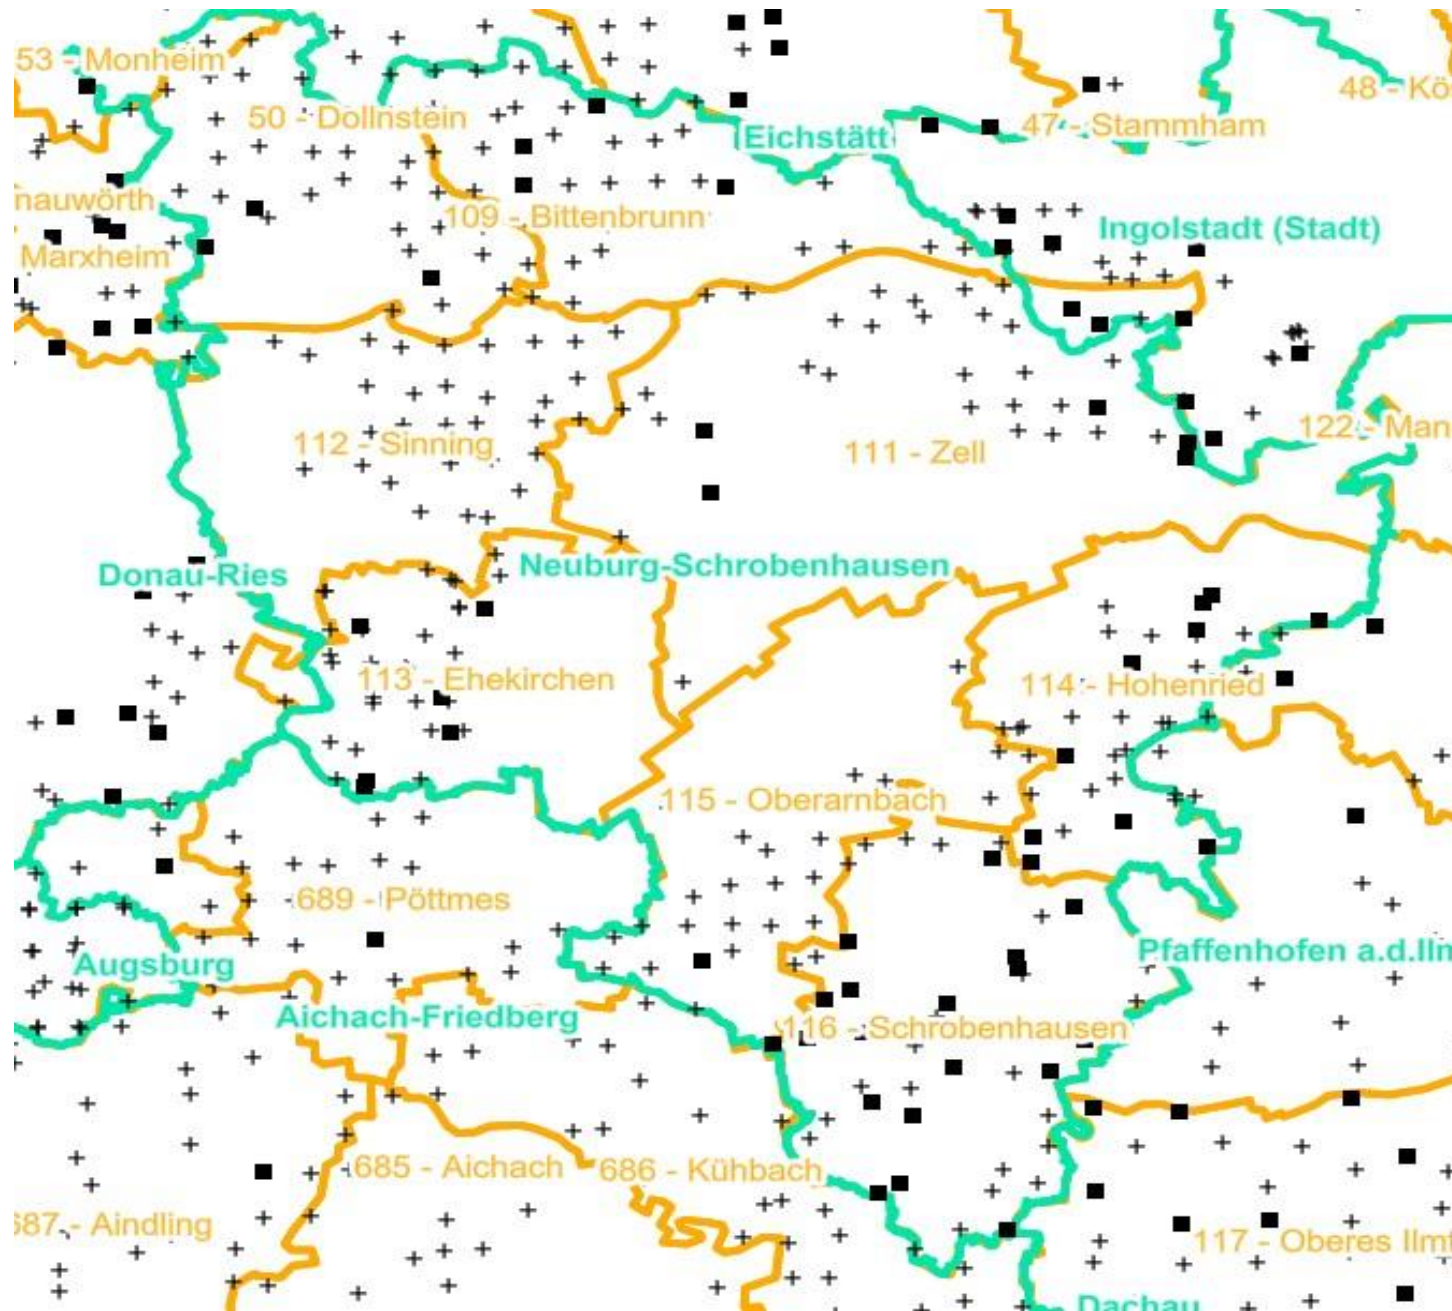 53 - Monheim
48 - Kö
50 - Dollnstein
47 - Stammham
Eichstätt
nauwörth
109 - Bittenbrunn
Ingolstadt (Stadt)
Marxheim
122 - Man
112 - Sinning
111 - Zell
Neuburg-Schrobenhausen
Donau-Ries
113 - Ehekirchen
114 - Hohenried
115 - Oberarnbach
689 - Pöttmes
Pfaffenhofen a.d.Ilm
Augsburg
Aichach-Friedberg
116 - Schrobenhausen
685 - Aichach
686 - Kühbach
687 - Aindling
117 - Oberes Ilmt
Dachau